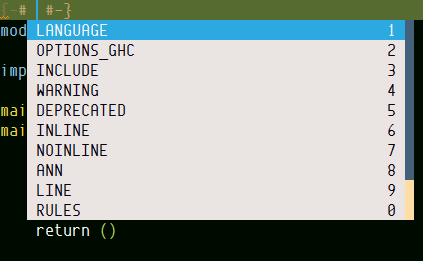 {-# #-}
mod LANGUAGE 1
OPTIONS_GHC 2
imp INCLUDE 3
WARNING 4
mai DEPRECATED 5
mai INLINE 6
NOINLINE 7
ANN 8
LINE 9
RULES 0
return ()